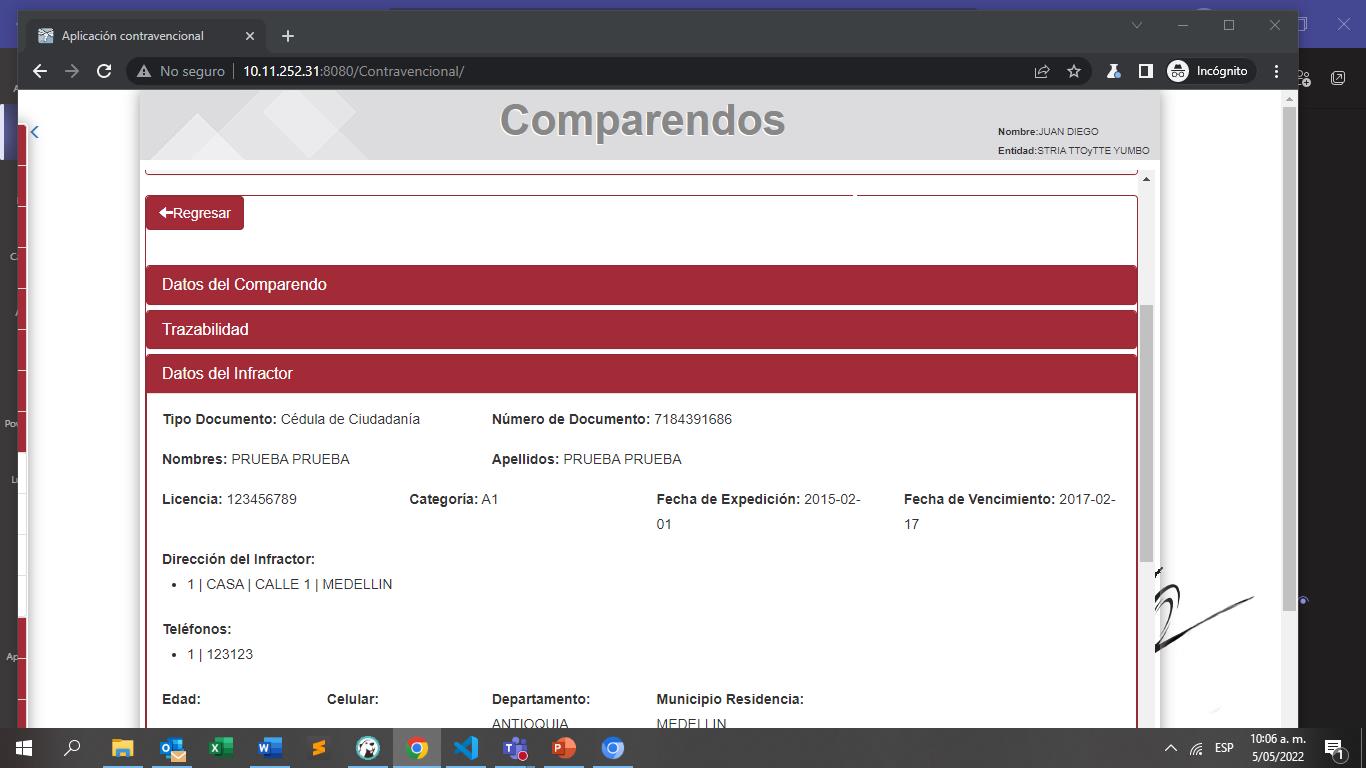 Aplicación contravencional
No seguro
10.11.252.31:8080/Contravencional/
Incógnito
Comparendos
Nombre:JUAN DIEGO
Entidad:STRIA TTOyTTE YUMBO
Regresar
Datos del Comparendo
Trazabilidad
Datos del Infractor
Tipo Documento: Cédula de Ciudadanía
Número de Documento: 7184391686
Nombres: PRUEBA PRUEBA
Apellidos: PRUEBA PRUEBA
Licencia: 123456789
Categoría: A1
Fecha de Expedición: 2015-02-
01
Fecha de Vencimiento: 2017-02-
17
Dirección del Infractor:
1 | CASA | CALLE 1 | MEDELLIN
Teléfonos:
1 | 123123
Edad:
Celular:
Departamento:
ANTIOQUIA
Municipio Residencia:
MEDELLIN
ESP
10:06 a. m.
5/05/2022
1